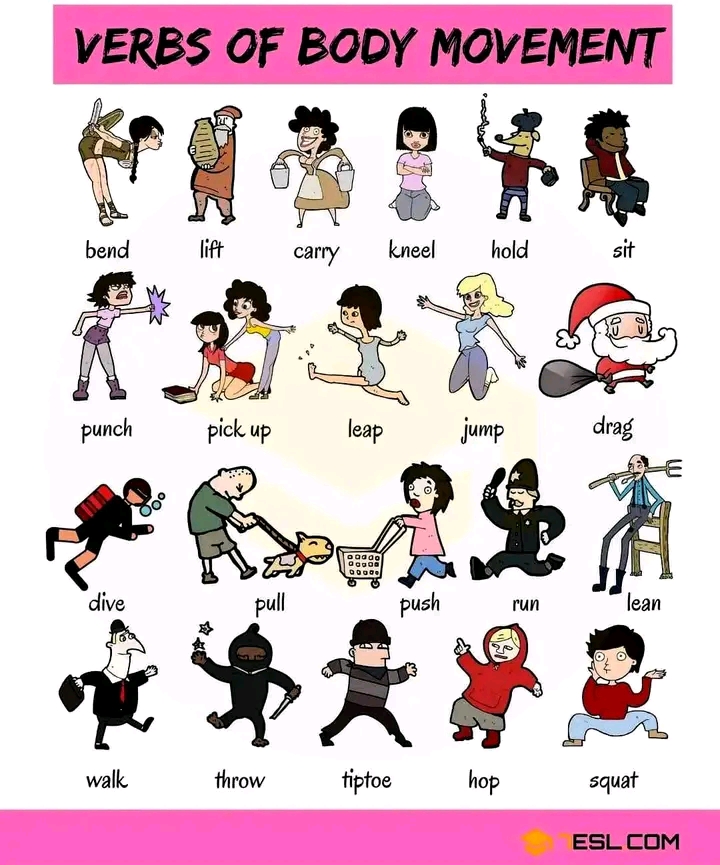 VERBS OF BODY MOVEMENT
bend lift carry kneel hold sit
punch pick up leap jump drag
dive pull push run lean
walk throw tiptoe hop squat
7ESL.COM